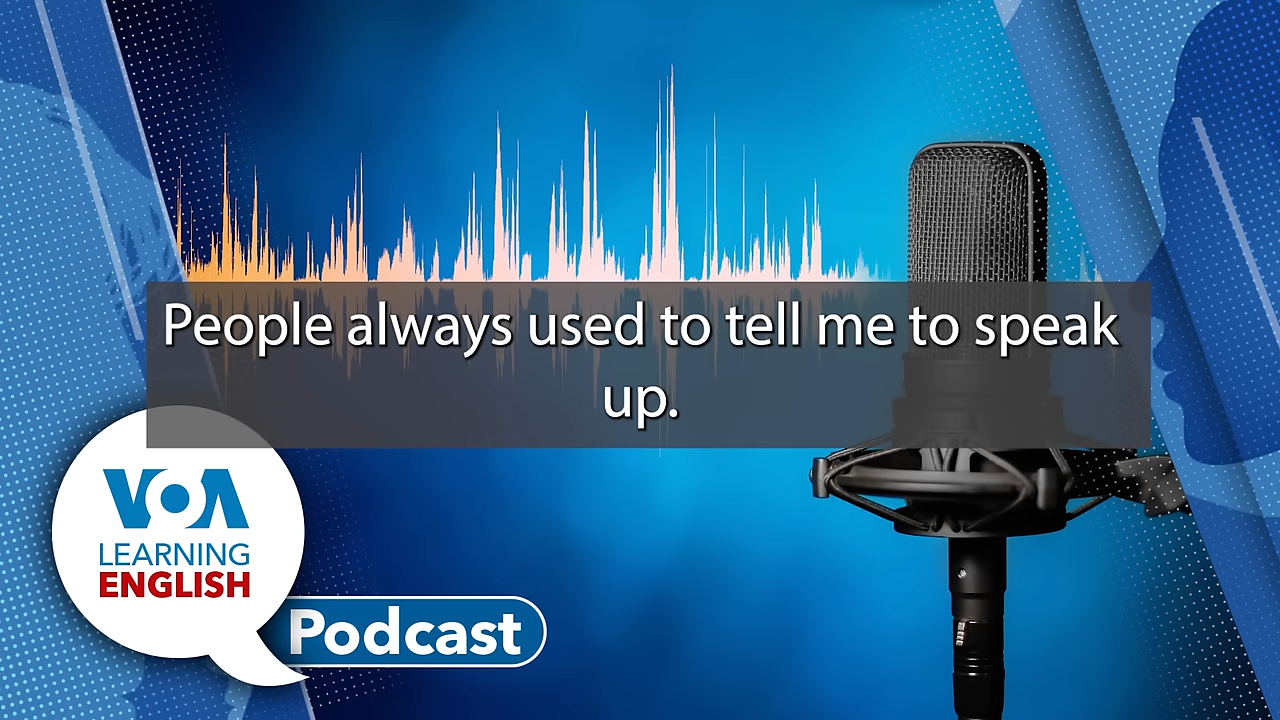 People always used to tell me to speak
up.
VOA
LEARNING
ENGLISH
Podcast